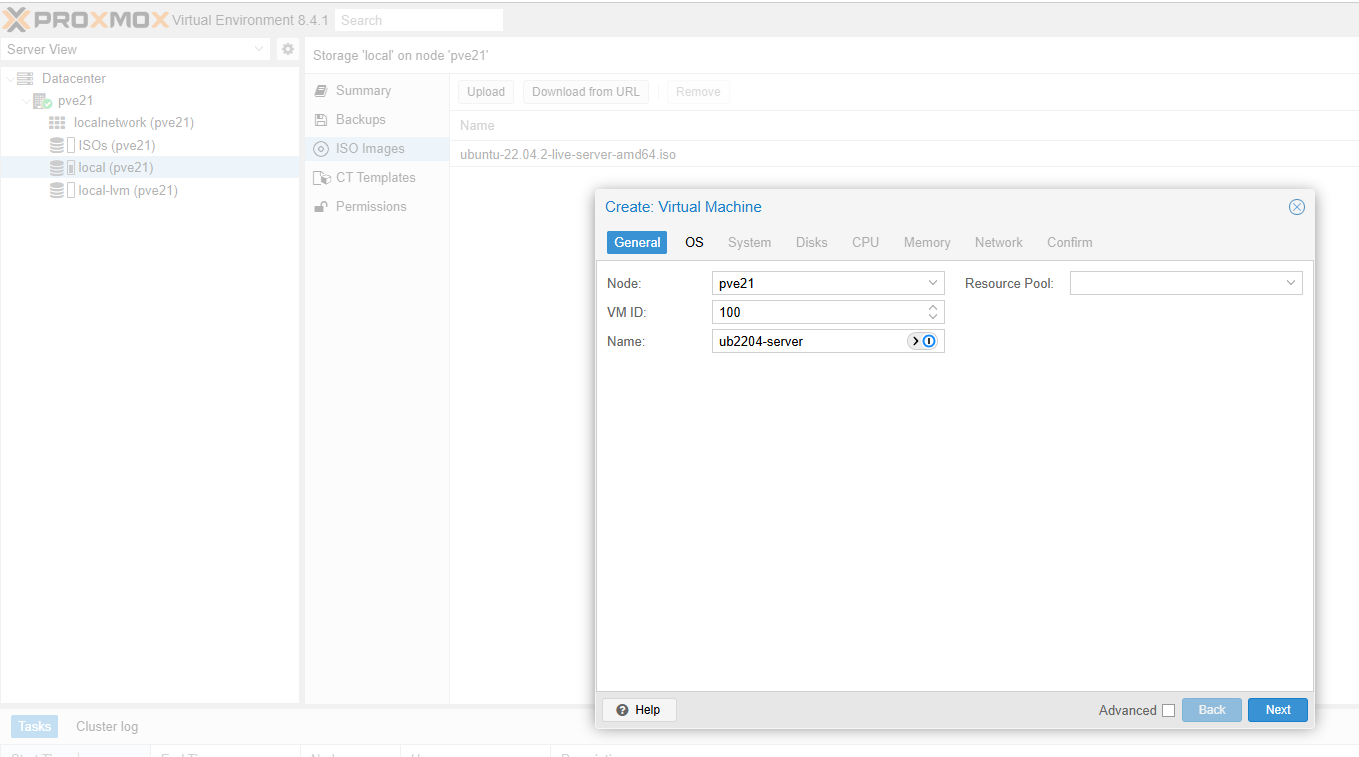 PROXMOX Virtual Environment 8.4.1 Search
Server View
Storage 'local' on node 'pve21'
Datacenter
pve21
localnetwork (pve21)
ISOs (pve21)
local (pve21)
local-lvm (pve21)
Summary
Backups
ISO Images
CT Templates
Permissions
Upload Download from URL Remove
Name
ubuntu-22.04.2-live-server-amd64.iso
Create: Virtual Machine
General OS System Disks CPU Memory Network Confirm
Node: pve21 Resource Pool:
VM ID: 100
Name: ub2204-server
Help Advanced Back Next
Tasks Cluster log